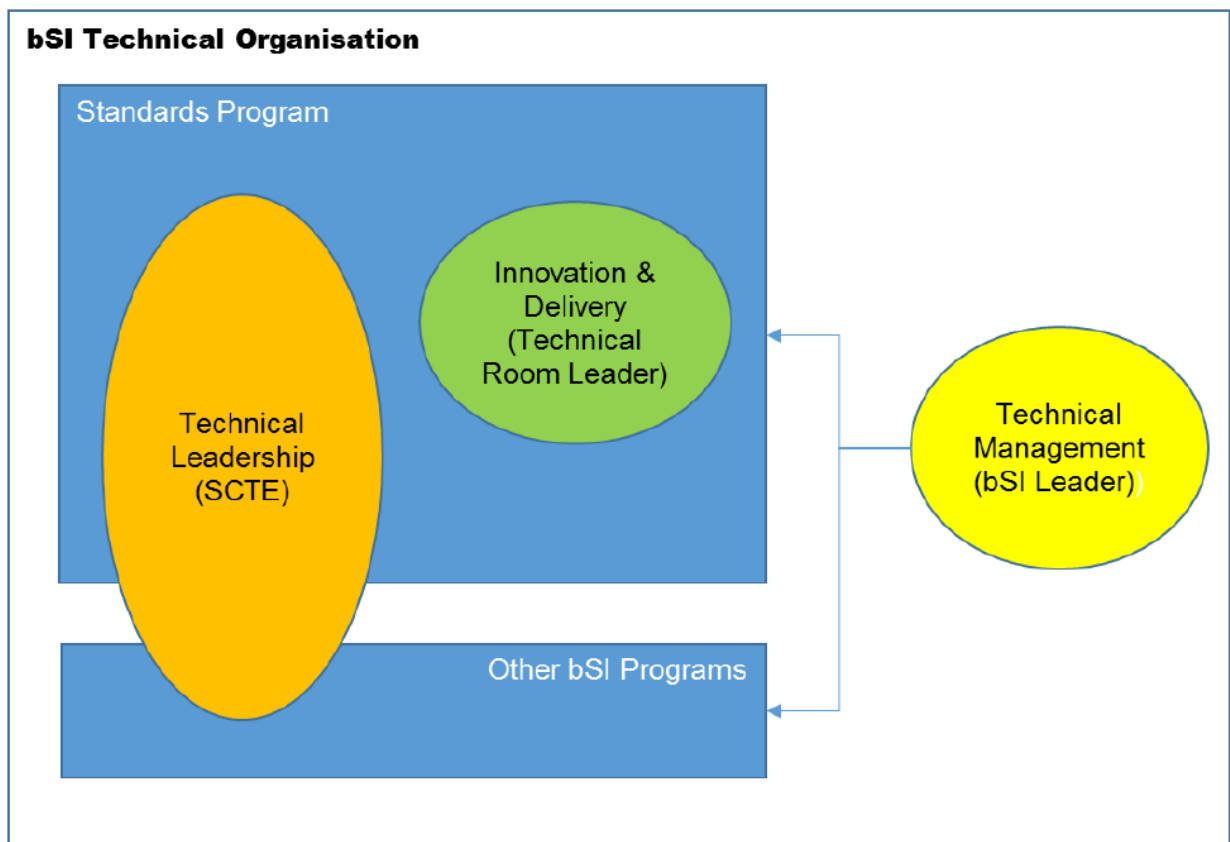 bSI Technical Organisation
Standards Program
Innovation &
Delivery
(Technical
Room Leader)
Technical
Leadership
(SCTE)
Technical
Management
(bSI Leader))
Other bSI Programs